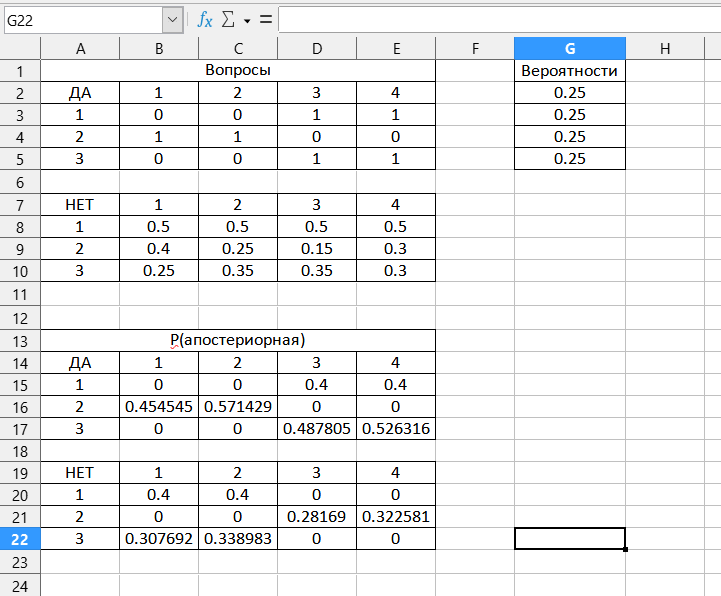 G22 fx Σ =
A B C D E F G H
1 Вопросы Вероятности
2 ДА 1 2 3 4 0.25
3 1 0 0 1 1 0.25
4 2 1 1 0 0 0.25
5 3 0 0 1 1 0.25
6
7 НЕТ 1 2 3 4
8 1 0.5 0.5 0.5 0.5
9 2 0.4 0.25 0.15 0.3
10 3 0.25 0.35 0.35 0.3
11
12
13 P(апостериорная)
14 ДА 1 2 3 4
15 1 0 0 0.4 0.4
16 2 0.454545 0.571429 0 0
17 3 0 0 0.487805 0.526316
18
19 НЕТ 1 2 3 4
20 1 0.4 0.4 0 0
21 2 0 0 0.28169 0.322581
22 3 0.307692 0.338983 0 0
23
24